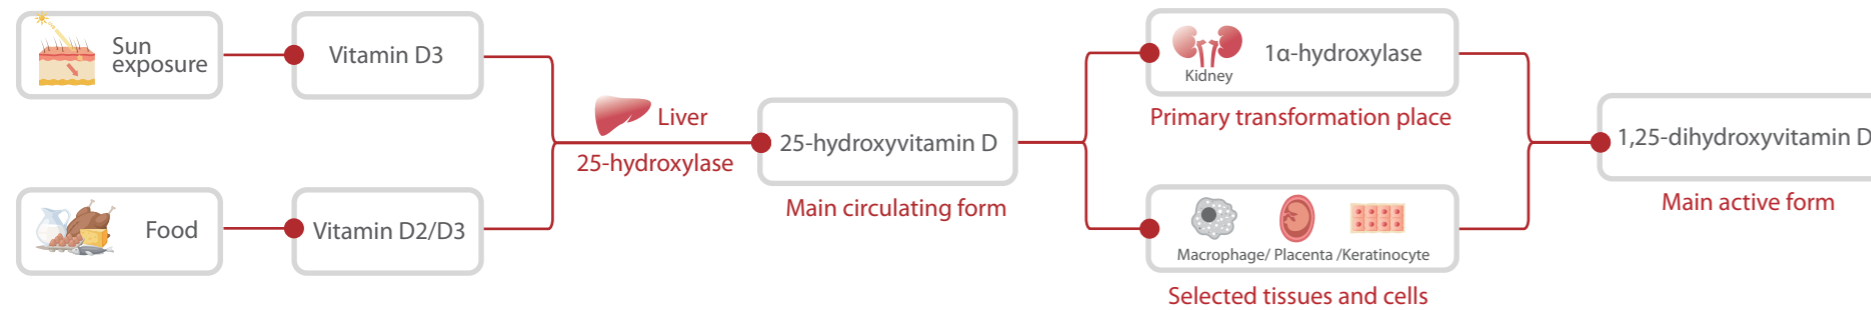 Sun
exposure
Vitamin D3
Food
Vitamin D2/D3
Liver
25-hydroxylase
25-hydroxyvitamin D
Main circulating form
Kidney
1α-hydroxylase
Primary transformation place
Macrophage/ Placenta /Keratinocyte
Selected tissues and cells
1,25-dihydroxyvitamin D
Main active form